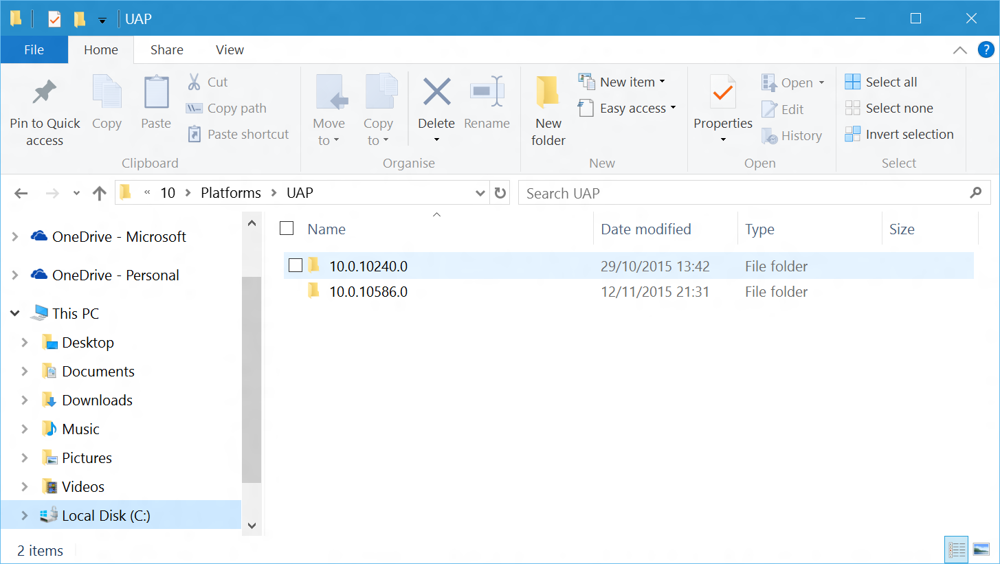 UAP
File Home Share View ?
Pin to Quick access
Copy
Paste
Cut
Copy path
Paste shortcut
Clipboard
Move to
Copy to
Delete
Rename
Organise
New folder
New item
Easy access
New
Properties
Open
Edit
History
Open
Select all
Select none
Invert selection
Select
« 10 > Platforms > UAP
Search UAP
OneDrive - Microsoft
OneDrive - Personal
This PC
Desktop
Documents
Downloads
Music
Pictures
Videos
Local Disk (C:)
Name Date modified Type Size
10.0.10240.0 29/10/2015 13:42 File folder
10.0.10586.0 12/11/2015 21:31 File folder
2 items